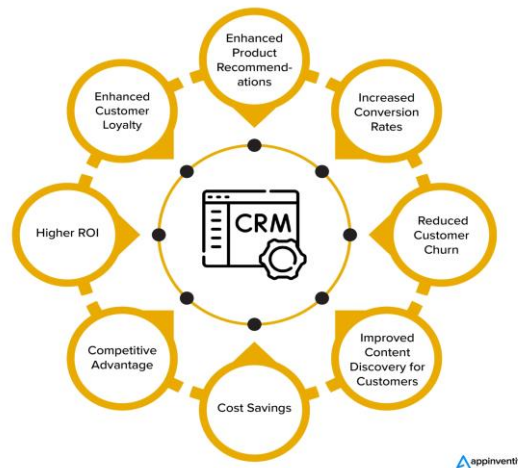 Enhanced
Product
Recommend-
ations
Increased
Conversion
Rates
Reduced
Customer
Churn
Improved
Content
Discovery for
Customers
Cost Savings
Competitive
Advantage
Higher ROI
Enhanced
Customer
Loyalty
CRM
appinventi